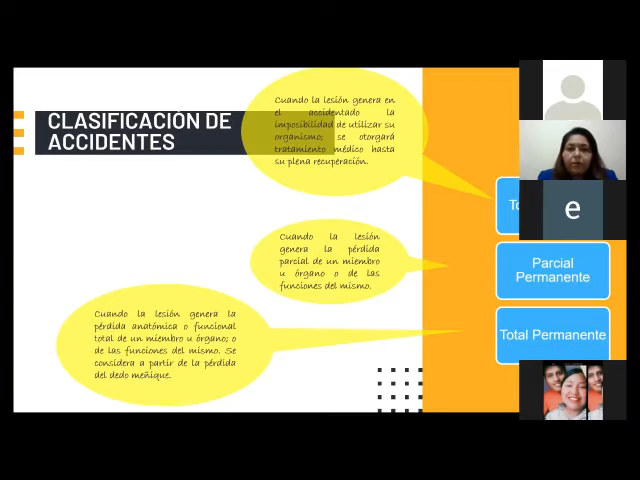 CLASIFICACIÓN DE
ACCIDENTES
Cuando la lesión genera en
el accidentado la
imposibilidad de utilizar su
organismo; se otorgará
tratamiento médico hasta
su plena recuperación.
To
Cuando la lesión
genera la pérdida
parcial de un miembro
u órgano o de las
funciones del mismo.
Parcial
Permanente
Cuando la lesión genera la
pérdida anatómica o funcional
total de un miembro u órgano; o
de las funciones del mismo. Se
considera a partir de la pérdida
del dedo meñique.
Total Permanente
e